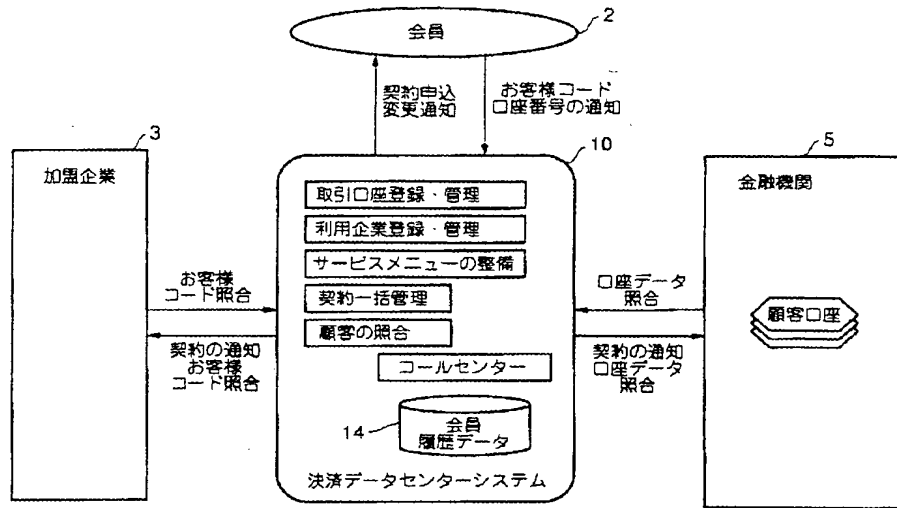 会員
2
契約申込
変更通知
お客様コード
口座番号の通知
3
加盟企業
10
5
金融機関
取引口座登録・管理
利用企業登録・管理
サービスメニューの整備
契約一括管理
顧客の照合
コールセンター
14
会員
履歴データ
決済データセンターシステム
お客様
コード照合
契約の通知
お客様
コード照合
口座データ
照合
契約の通知
口座データ
照合
顧客口座